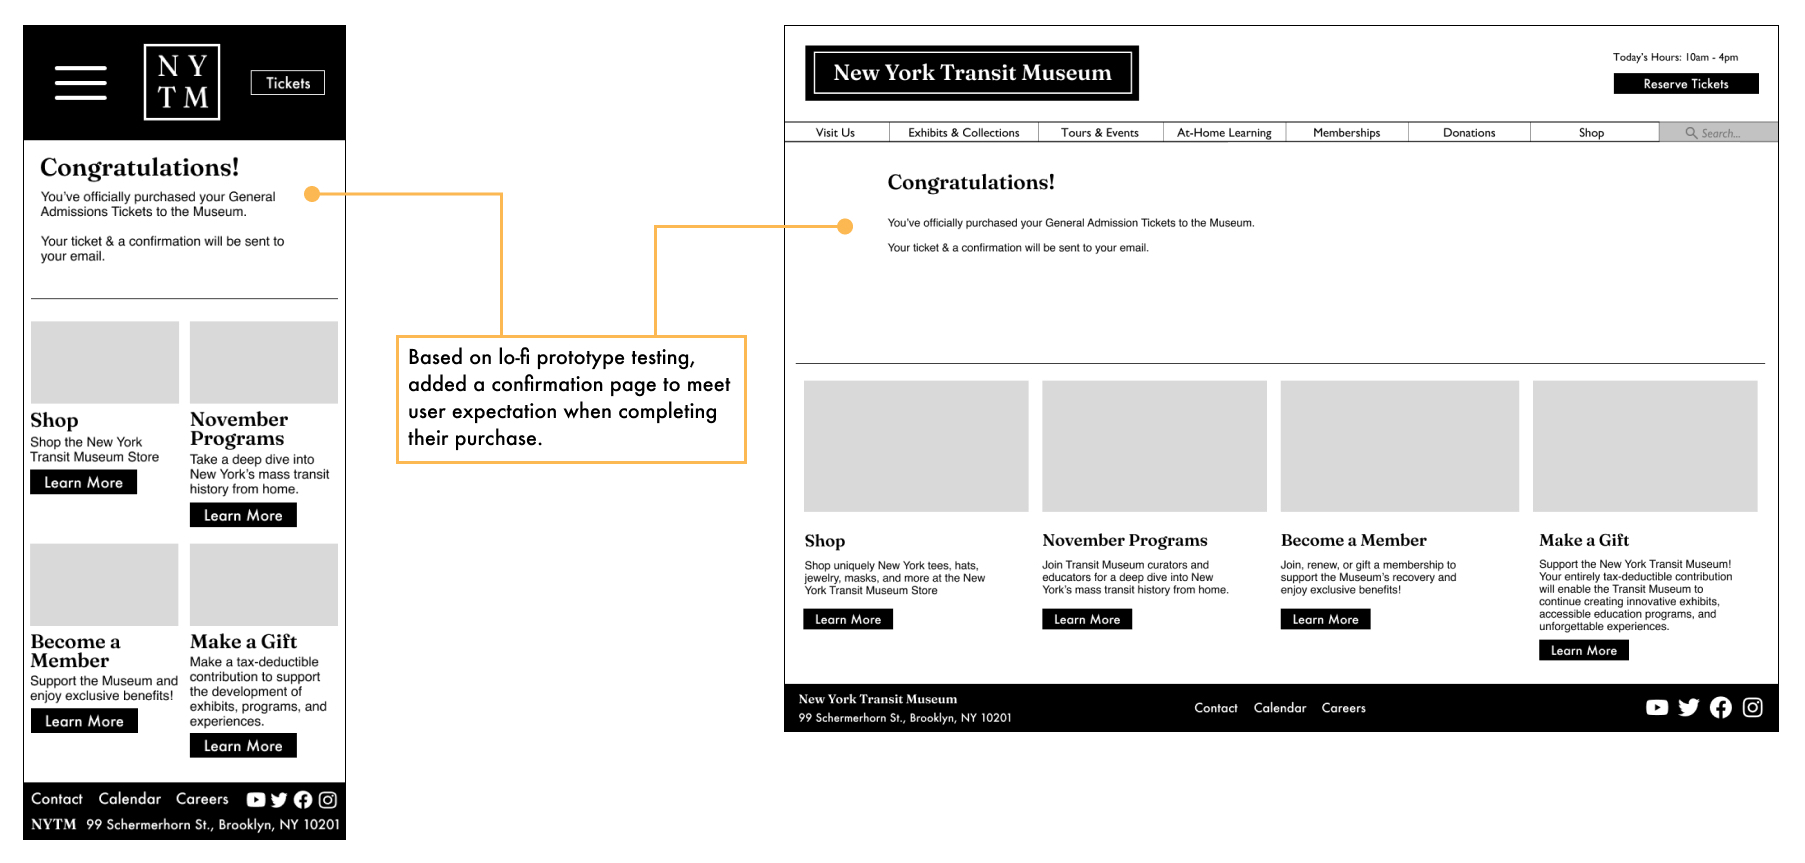 N Y
T M
Tickets
Congratulations!
You've officially purchased your General
Admissions Tickets to the Museum.
Your ticket & a confirmation will be sent to
your email.
Shop
Shop the New York
Transit Museum Store
Learn More
November
Programs
Take a deep dive into
New York's mass transit
history from home.
Learn More
Become a
Member
Support the Museum and
enjoy exclusive benefits!
Learn More
Make a Gift
Make a tax-deductible
contribution to support
the development of
exhibits, programs, and
experiences.
Learn More
Contact Calendar Careers
NYTM 99 Schermerhorn St., Brooklyn, NY 10201
Based on lo-fi prototype testing,
added a confirmation page to meet
user expectation when completing
their purchase.
New York Transit Museum
Today's Hours: 10am - 4pm
Reserve Tickets
Visit Us Exhibits & Collections Tours & Events At-Home Learning Memberships Donations Shop Search...
Congratulations!
You've officially purchased your General Admission Tickets to the Museum.
Your ticket & a confirmation will be sent to your email.
Shop
Shop uniquely New York tees, hats,
jewelry, masks, and more at the New
York Transit Museum Store
Learn More
November Programs
Join Transit Museum curators and
educators for a deep dive into New
York's mass transit history from home.
Learn More
Become a Member
Join, renew, or gift a membership to
support the Museum's recovery and
enjoy exclusive benefits!
Learn More
Make a Gift
Support the New York Transit Museum!
Your entirely tax-deductible contribution
will enable the Transit Museum to
continue creating innovative exhibits,
accessible education programs, and
unforgettable experiences.
Learn More
New York Transit Museum
99 Schermerhorn St., Brooklyn, NY 10201
Contact Calendar Careers